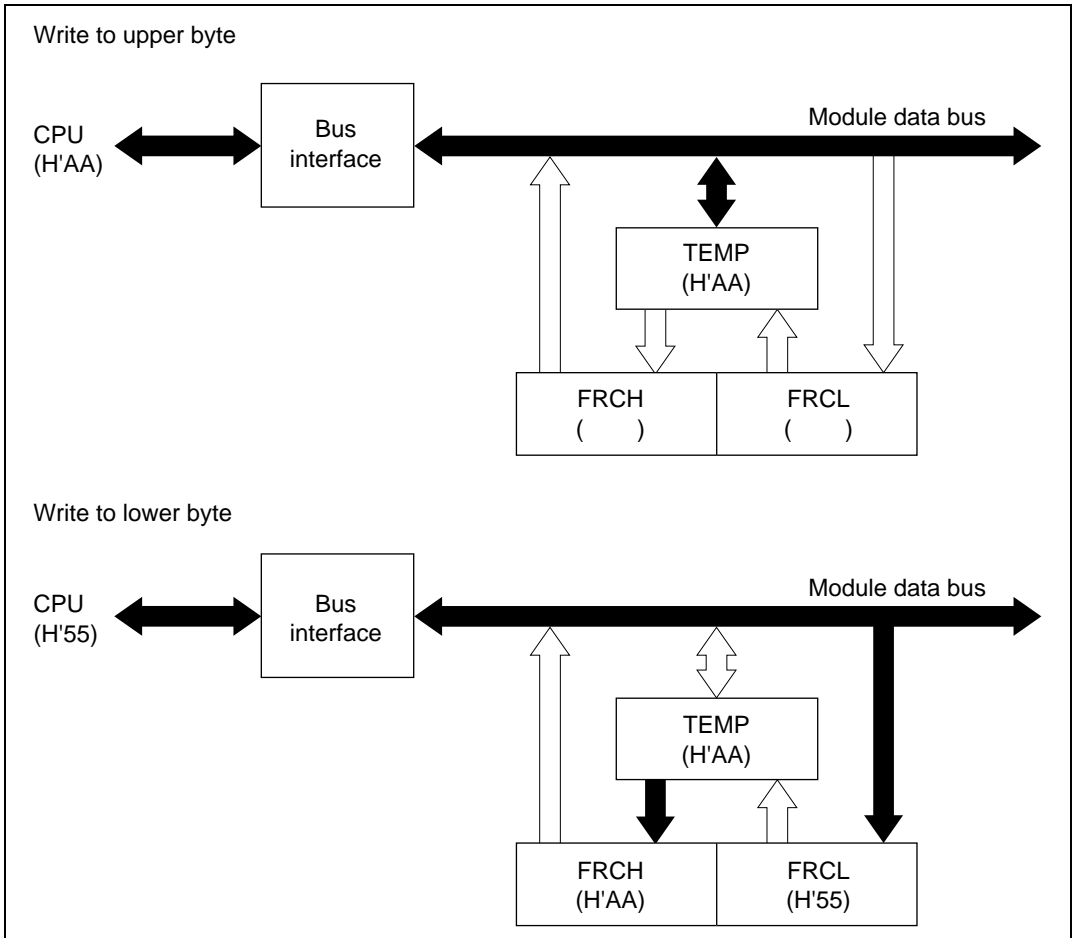 Write to upper byte
CPU
(H'AA)
Bus
interface
Module data bus
TEMP
(H'AA)
FRCH
(     )
FRCL
(     )
Write to lower byte
CPU
(H'55)
Bus
interface
Module data bus
TEMP
(H'AA)
FRCH
(H'AA)
FRCL
(H'55)